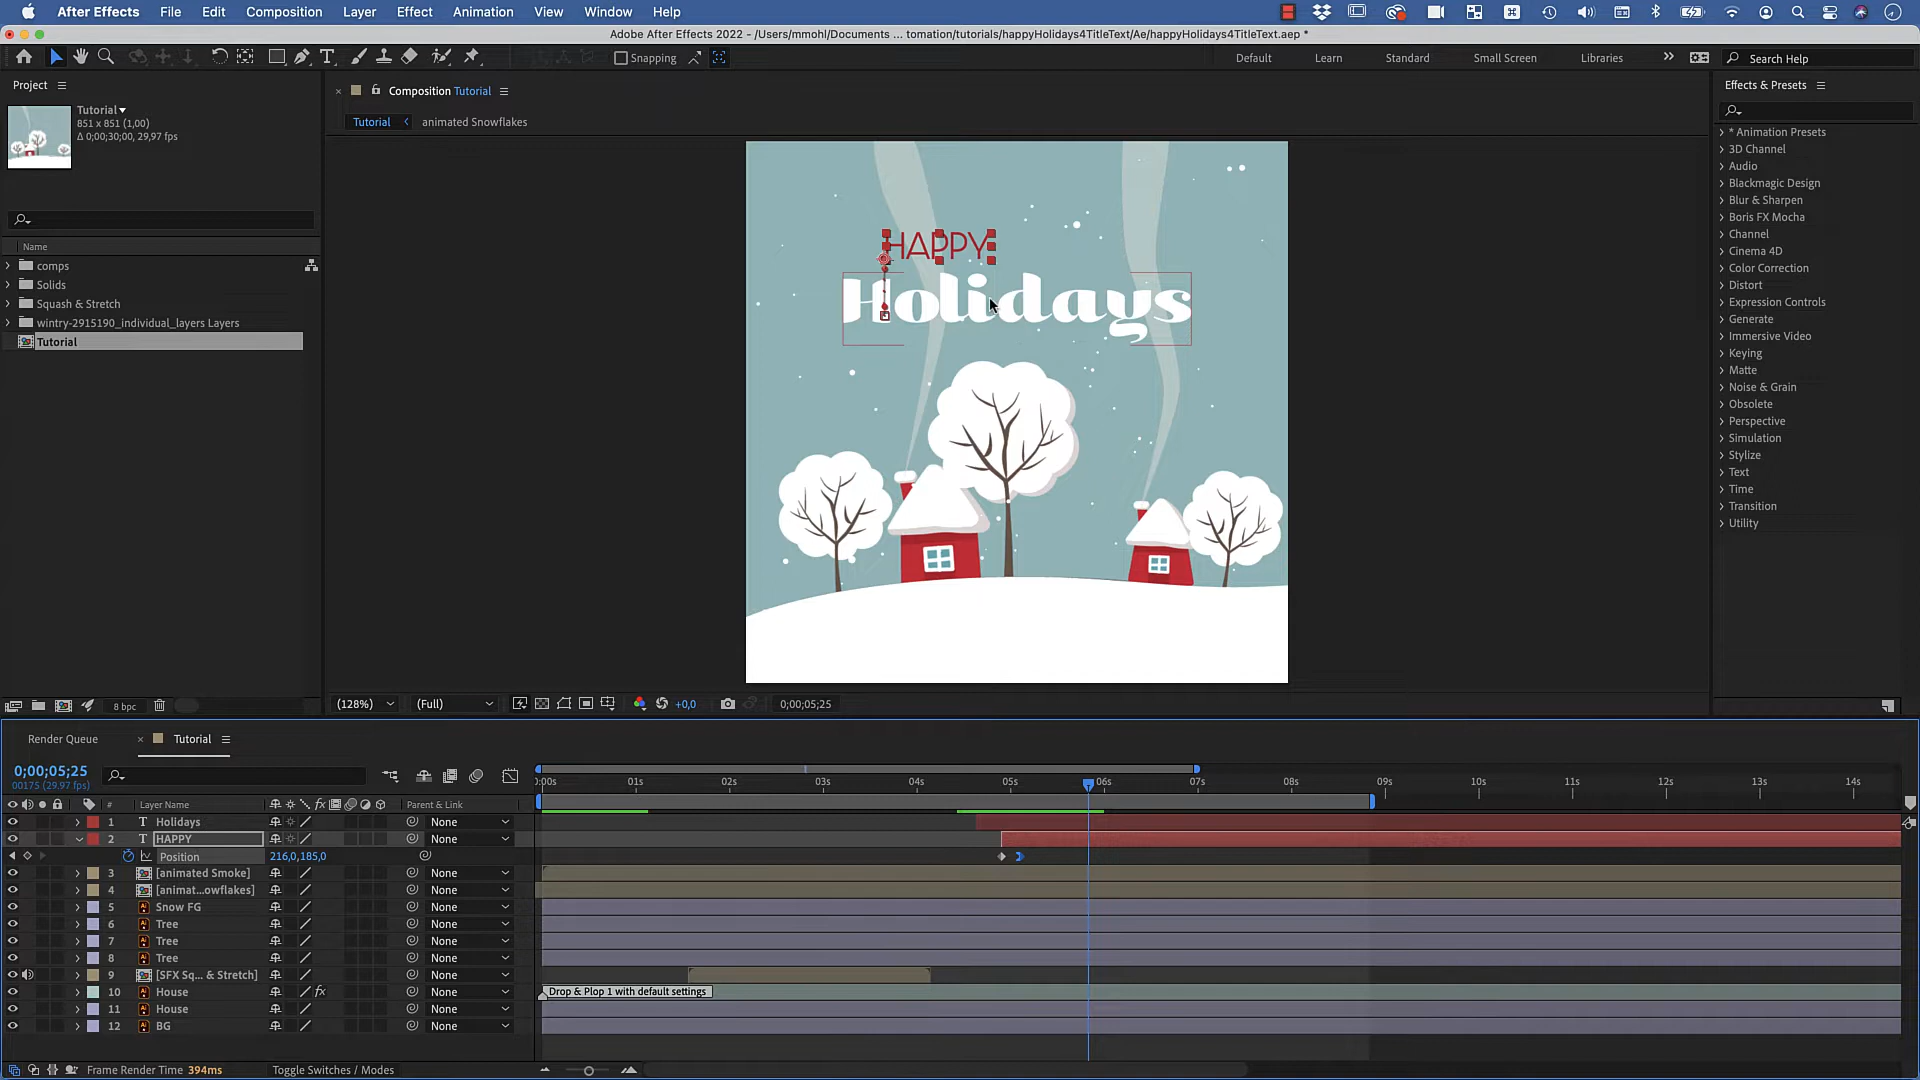 After Effects File Edit Composition Layer Effect Animation View Window Help
Adobe After Effects 2022 - /Users/mmohl/Documents ... tomation/tutorials/happyHolidays4TitleText/Ae/happyHolidays4TitleText.aep *
Snapping Default Learn Standard Small Screen Libraries Search Help
Project
Tutorial
851 x 851 (1,00)
Δ 0;00;30;00, 29,97 fps
Name
comps
Solids
Squash & Stretch
wintry-2915190_individual_layers Layers
Tutorial
8 bpc
Composition Tutorial
Tutorial animated Snowflakes
HAPPY
Holidays
(128%) (Full) +0,0 0;00;05;25
Effects & Presets
* Animation Presets
3D Channel
Audio
Blackmagic Design
Blur & Sharpen
Boris FX Mocha
Channel
Cinema 4D
Color Correction
Distort
Expression Controls
Generate
Immersive Video
Keying
Matte
Noise & Grain
Obsolete
Perspective
Simulation
Stylize
Text
Time
Transition
Utility
Render Queue Tutorial
0;00;05;25
00175 (29.97 fps)
:00s 01s 02s 03s 04s 05s 06s 07s 08s 09s 10s 11s 12s 13s 14s
# Layer Name Parent & Link
1 T Holidays None
2 T HAPPY None
Position 216,0,185,0
3 [animated Smoke] None
4 [animat...owflakes] None
5 Snow FG None
6 Tree None
7 Tree None
8 Tree None
9 [SFX Sq... & Stretch] None
10 House fx None Drop & Plop 1 with default settings
11 House None
12 BG None
Frame Render Time 394ms Toggle Switches / Modes